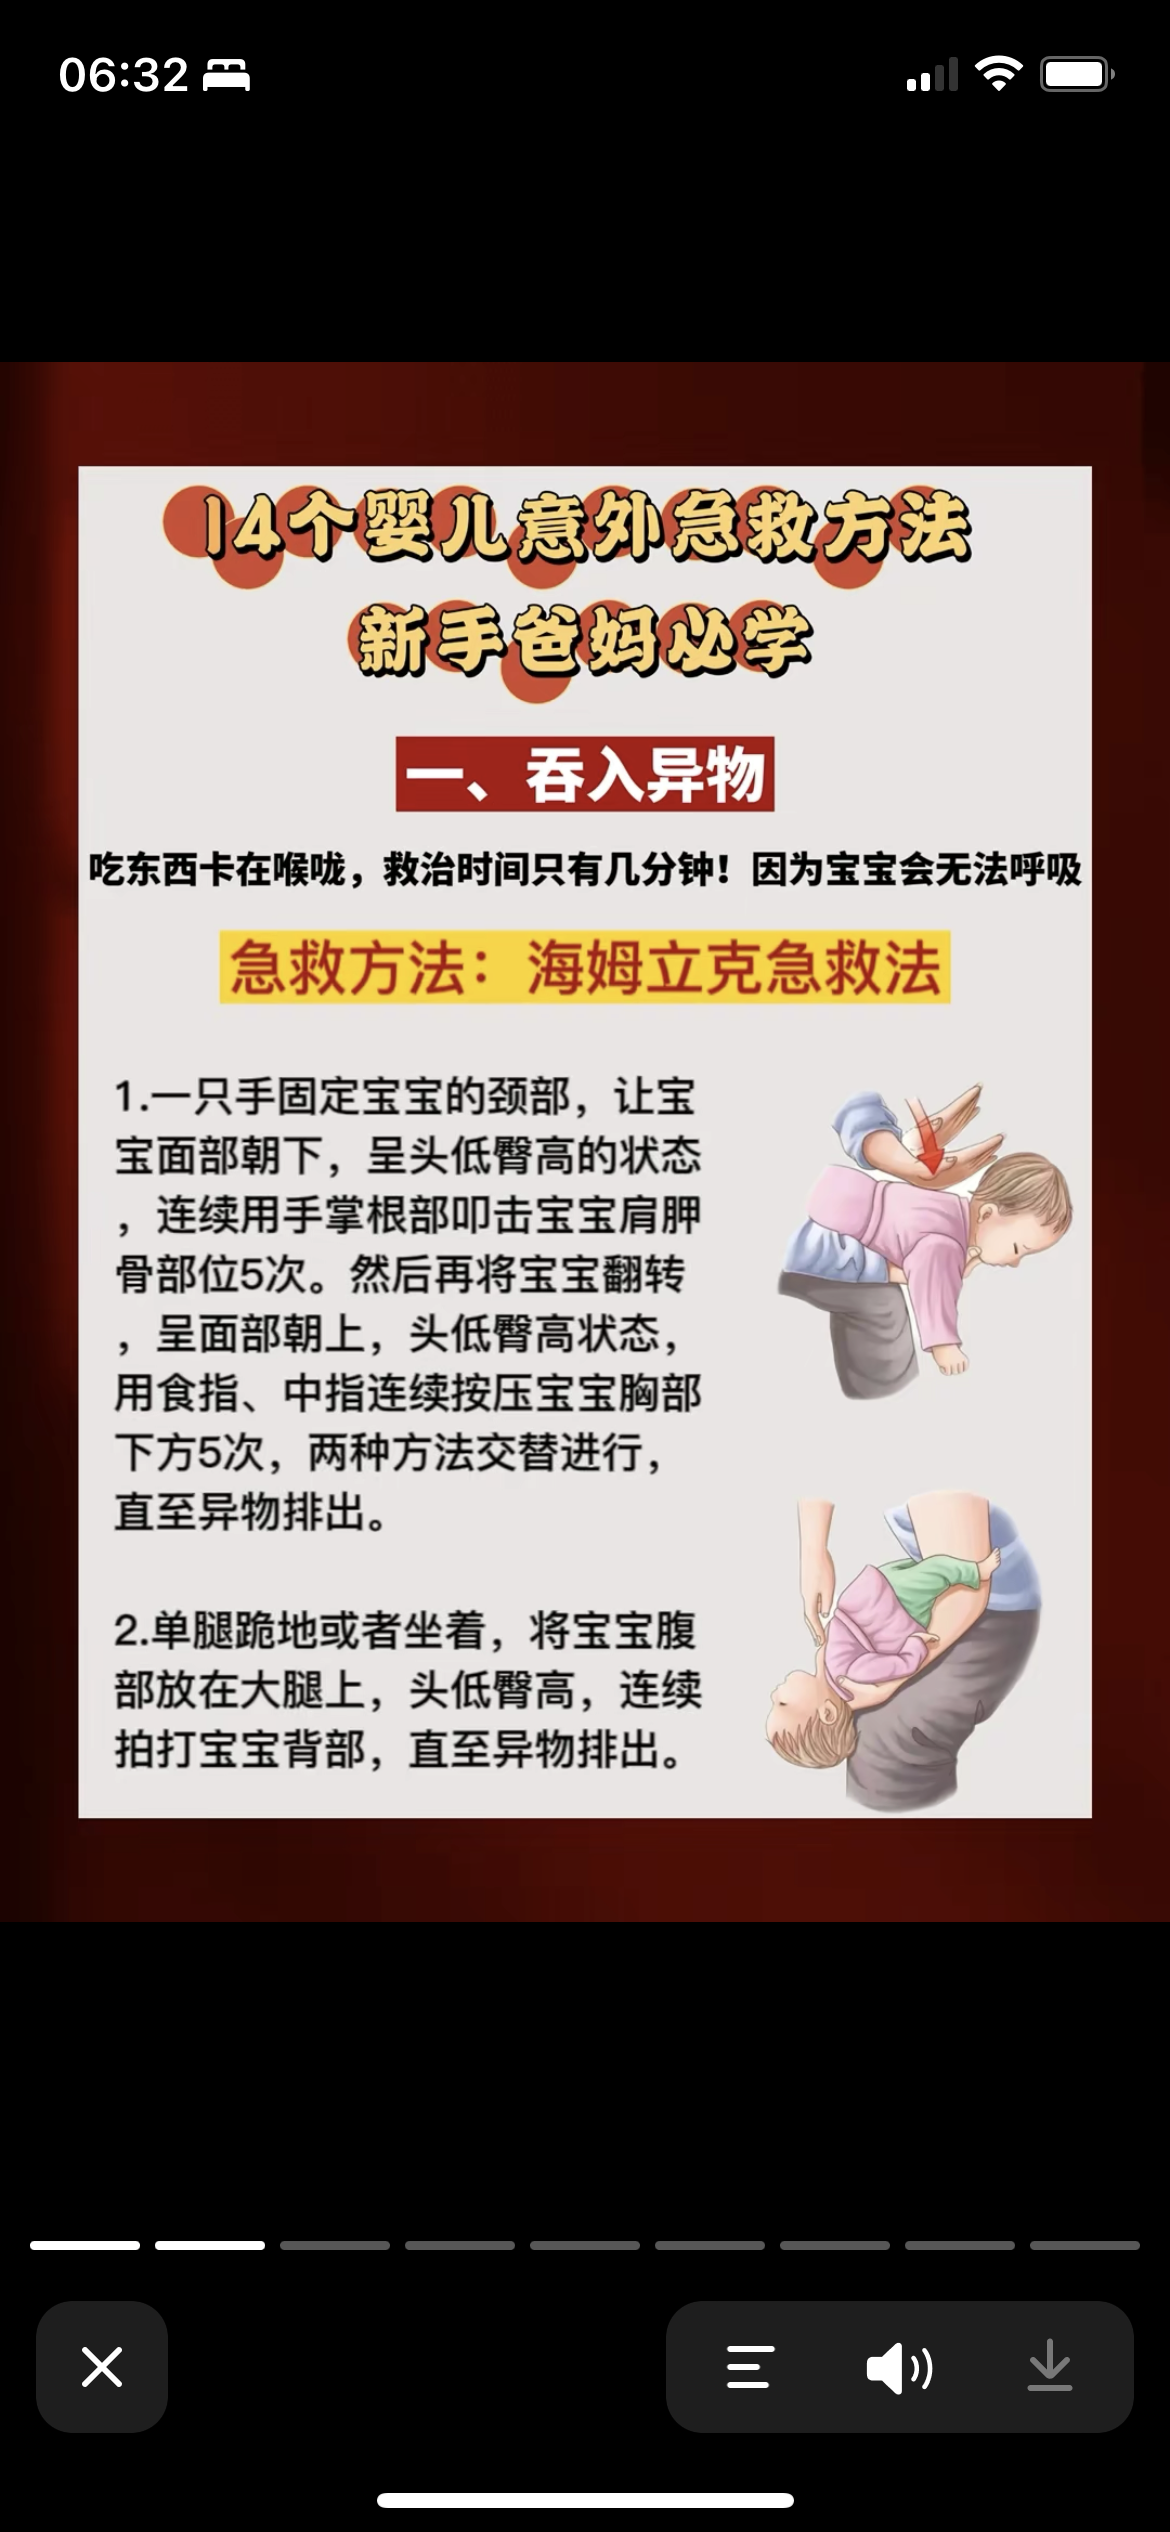 06:32
14个婴儿意外急救方法
新手爸妈必学
一、吞入异物
吃东西卡在喉咙，救治时间只有几分钟！因为宝宝会无法呼吸
急救方法：海姆立克急救法
1.一只手固定宝宝的颈部，让宝
宝面部朝下，呈头低臀高的状态
，连续用手掌根部叩击宝宝肩胛
骨部位5次。然后再将宝宝翻转
，呈面部朝上，头低臀高状态，
用食指、中指连续按压宝宝胸部
下方5次，两种方法交替进行，
直至异物排出。
2.单腿跪地或者坐着，将宝宝腹
部放在大腿上，头低臀高，连续
拍打宝宝背部，直至异物排出。